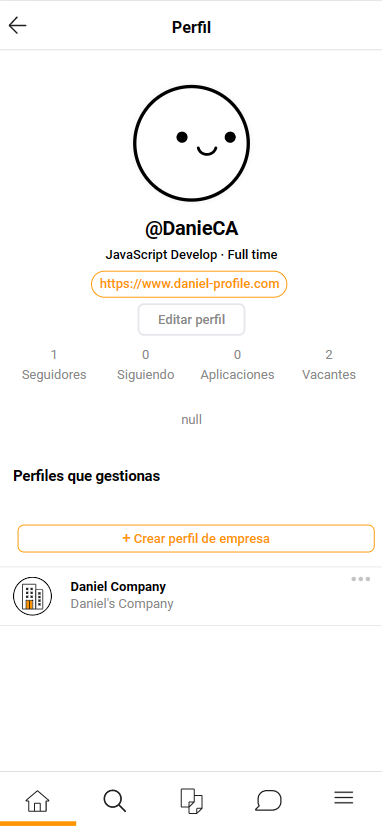 Perfil
@DanieCA
JavaScript Develop · Full time
https://www.daniel-profile.com
Editar perfil
1 0 0 2
Seguidores Siguiendo Aplicaciones Vacantes
null
Perfiles que gestionas
+ Crear perfil de empresa
Daniel Company
Daniel's Company